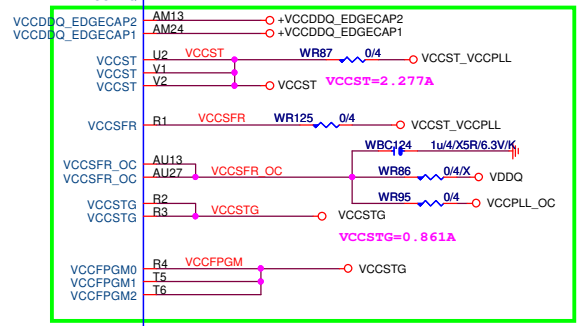 VCCDDQ_EDGECAP2 AM13 +VCCDDQ_EDGECAP2
VCCDDQ_EDGECAP1 AM24 +VCCDDQ_EDGECAP1
VCCST U2 VCCST WR87 0/4 VCCST_VCCPLL
VCCST V1
VCCST V2 VCCST
VCCST=2.277A
VCCSFR R1 VCCSFR WR125 0/4 VCCST_VCCPLL
WBC124 1u/4/X5R/6.3V/K
VCCSFR_OC AU13
VCCSFR_OC AU27 VCCSFR_OC WR86 0/4/X VDDQ
VCCSTG R2 WR95 0/4 VCCPLL_OC
VCCSTG R3 VCCSTG VCCSTG
VCCSTG=0.861A
VCCFPGM0 R4 VCCFPGM VCCSTG
VCCFPGM1 T5
VCCFPGM2 T6